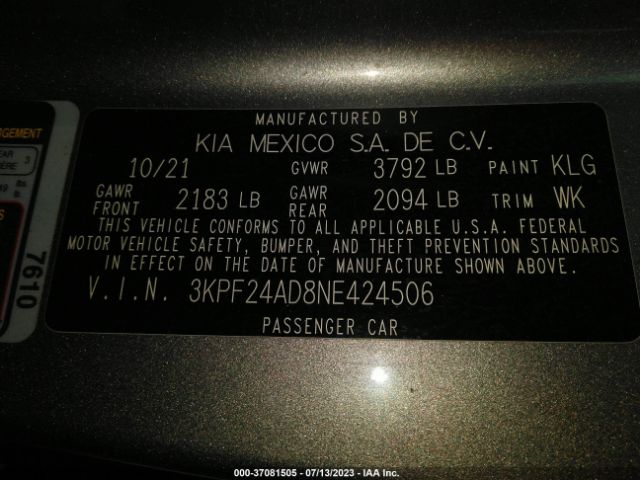 MANUFACTURED BY
KIA MEXICO S.A. DE C.V.
10/21 GVWR 3792 LB PAINT KLG
GAWR FRONT 2183 LB GAWR REAR 2094 LB TRIM WK
THIS VEHICLE CONFORMS TO ALL APPLICABLE U.S.A. FEDERAL
MOTOR VEHICLE SAFETY, BUMPER, AND THEFT PREVENTION STANDARDS
IN EFFECT ON THE DATE OF MANUFACTURE SHOWN ABOVE.
V.I.N. 3KPF24AD8NE424506
PASSENGER CAR
7610
000-37081505 - 07/13/2023 - IAA Inc.